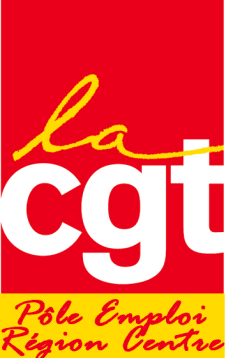 la
cgt
Pôle Emploi
Région Centre